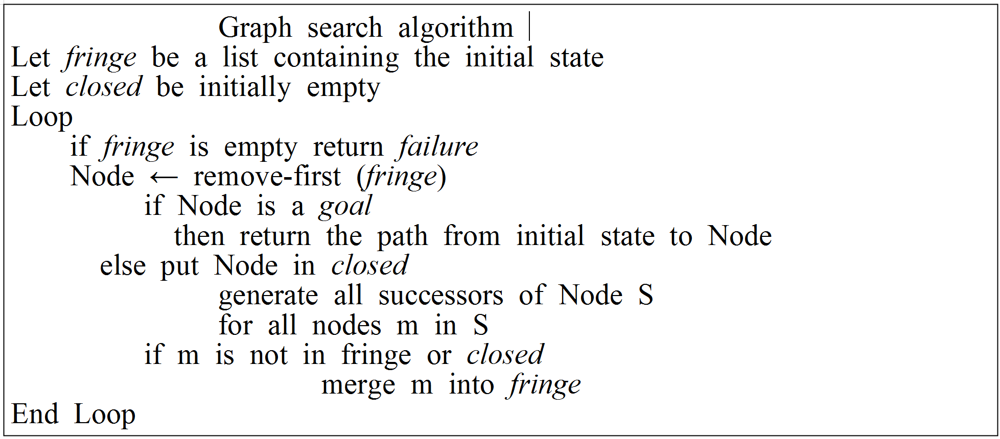 Graph search algorithm
Let fringe be a list containing the initial state
Let closed be initially empty
Loop
if fringe is empty return failure
Node ← remove-first (fringe)
if Node is a goal
then return the path from initial state to Node
else put Node in closed
generate all successors of Node S
for all nodes m in S
if m is not in fringe or closed
merge m into fringe
End Loop